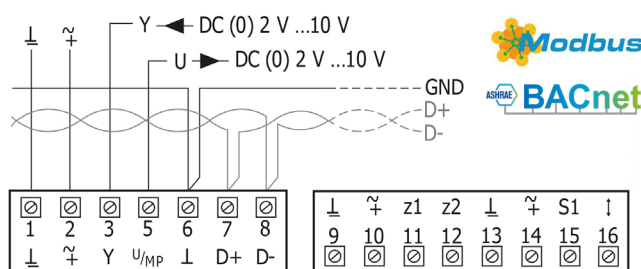 ⊥ ~+ Y DC (0) 2 V ...10 V
U DC (0) 2 V ...10 V
Modbus
ASHRAE BACnet
GND
D+
D-
1 2 3 5 6 7 8
⊥ ~+ Y U/MP ⊥ D+ D-
⊥ ~+ z1 z2 ⊥ ~+ S1 ↕
9 10 11 12 13 14 15 16